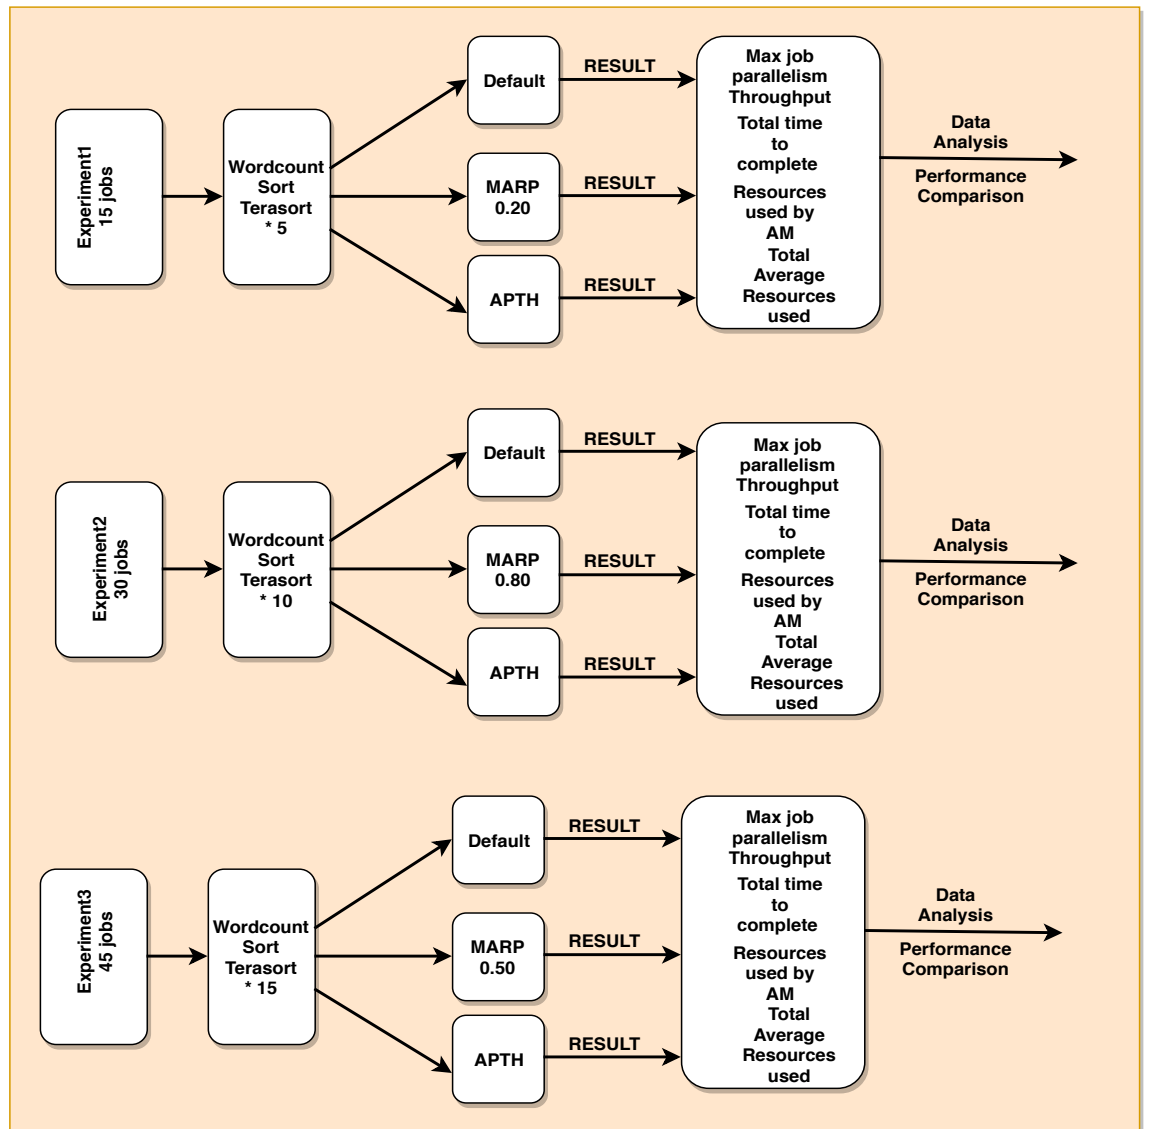 Experiment1
15 jobs
Wordcount
Sort
Terasort
* 5
Default
RESULT
MARP
0.20
RESULT
APTH
RESULT
Max job
parallelism
Throughput
Total time
to
complete
Resources
used by
AM
Total
Average
Resources
used
Data
Analysis
Performance
Comparison
Experiment2
30 jobs
Wordcount
Sort
Terasort
* 10
Default
RESULT
MARP
0.80
RESULT
APTH
RESULT
Max job
parallelism
Throughput
Total time
to
complete
Resources
used by
AM
Total
Average
Resources
used
Data
Analysis
Performance
Comparison
Experiment3
45 jobs
Wordcount
Sort
Terasort
* 15
Default
RESULT
MARP
0.50
RESULT
APTH
RESULT
Max job
parallelism
Throughput
Total time
to
complete
Resources
used by
AM
Total
Average
Resources
used
Data
Analysis
Performance
Comparison